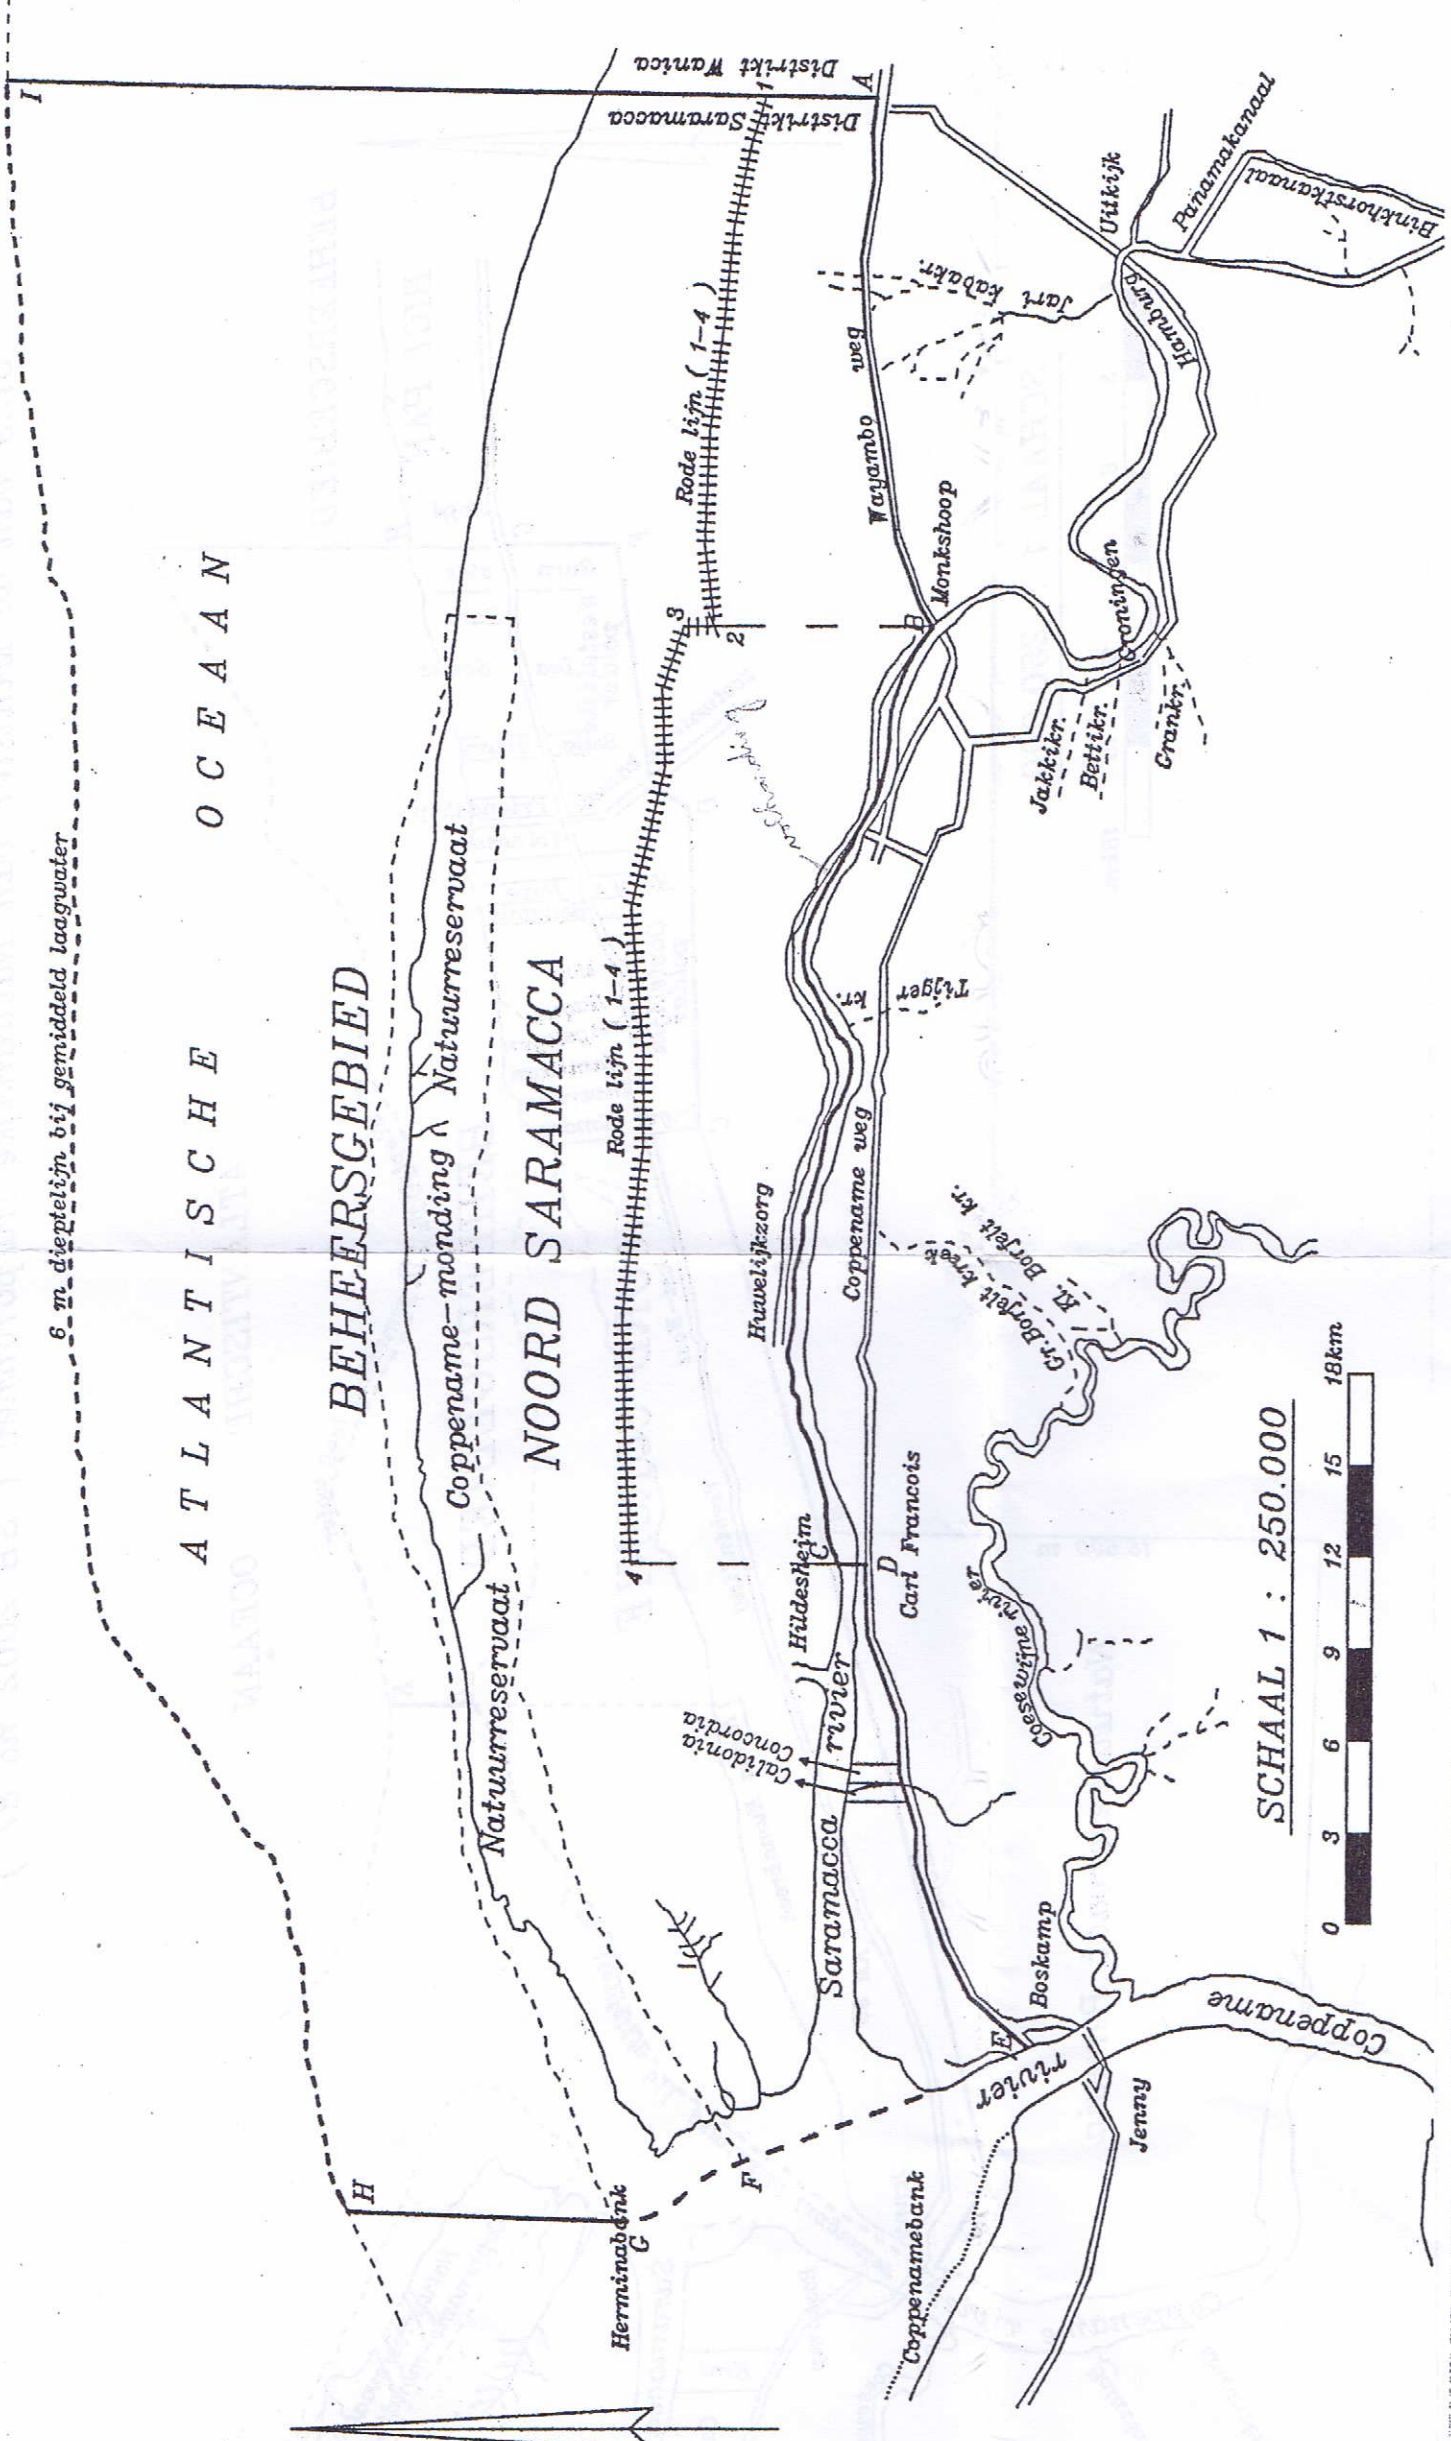 6 m dieptelijn bij gemiddeld laagwater
ATLANTISCHE OCEAAN
BEHEERSGEBIED
NOORD SARAMACCA
Natuurreservaat
Coppename-monding
Natuurreservaat
Herminabank
G
H
I
F
4
Rode lijn ( 1-4 )
3
2
Rode lijn ( 1-4 )
1
Distrikt Wanica
Distrikt Saramacca
A
Wayambo weg
B
Monkshoop
Jari kabakr.
Uitkijk
Panamakanaal
Binkhorstkanaal
Hamburg
Groningen
Jakkikr.
Bettikr.
Grankr.
Tijger kr.
Huwelijkzorg
Coppename weg
Gr. Borfelt kreek
Kl. Borfelt kr.
Hildesheim
C
D
Carl Francois
Calidonia
Concordia
Saramacca rivier
Coesewijne rivier
Boskamp
E
Coppename rivier
Jenny
Coppenamebank
SCHAAL 1 : 250.000
0 3 6 9 12 15 18km